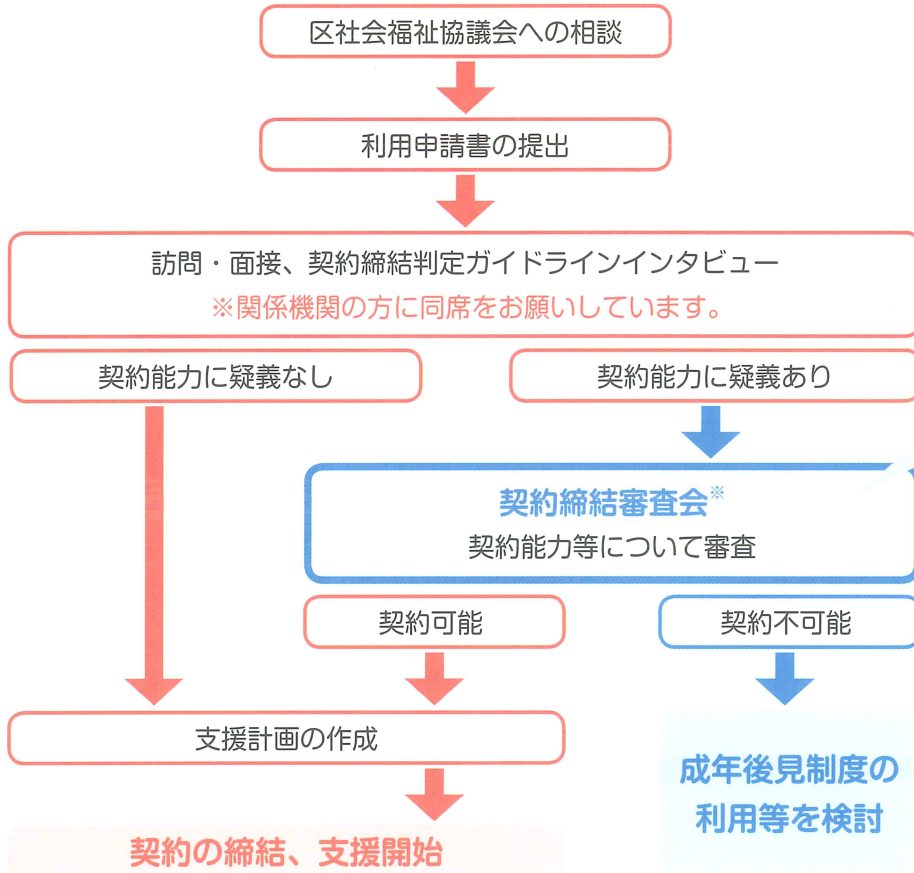 区社会福祉協議会への相談
利用申請書の提出
訪問・面接、契約締結判定ガイドラインインタビュー
※関係機関の方に同席をお願いしています。
契約能力に疑義なし
契約能力に疑義あり
契約締結審査会※
契約能力等について審査
契約可能
契約不可能
支援計画の作成
成年後見制度の
利用等を検討
契約の締結、支援開始